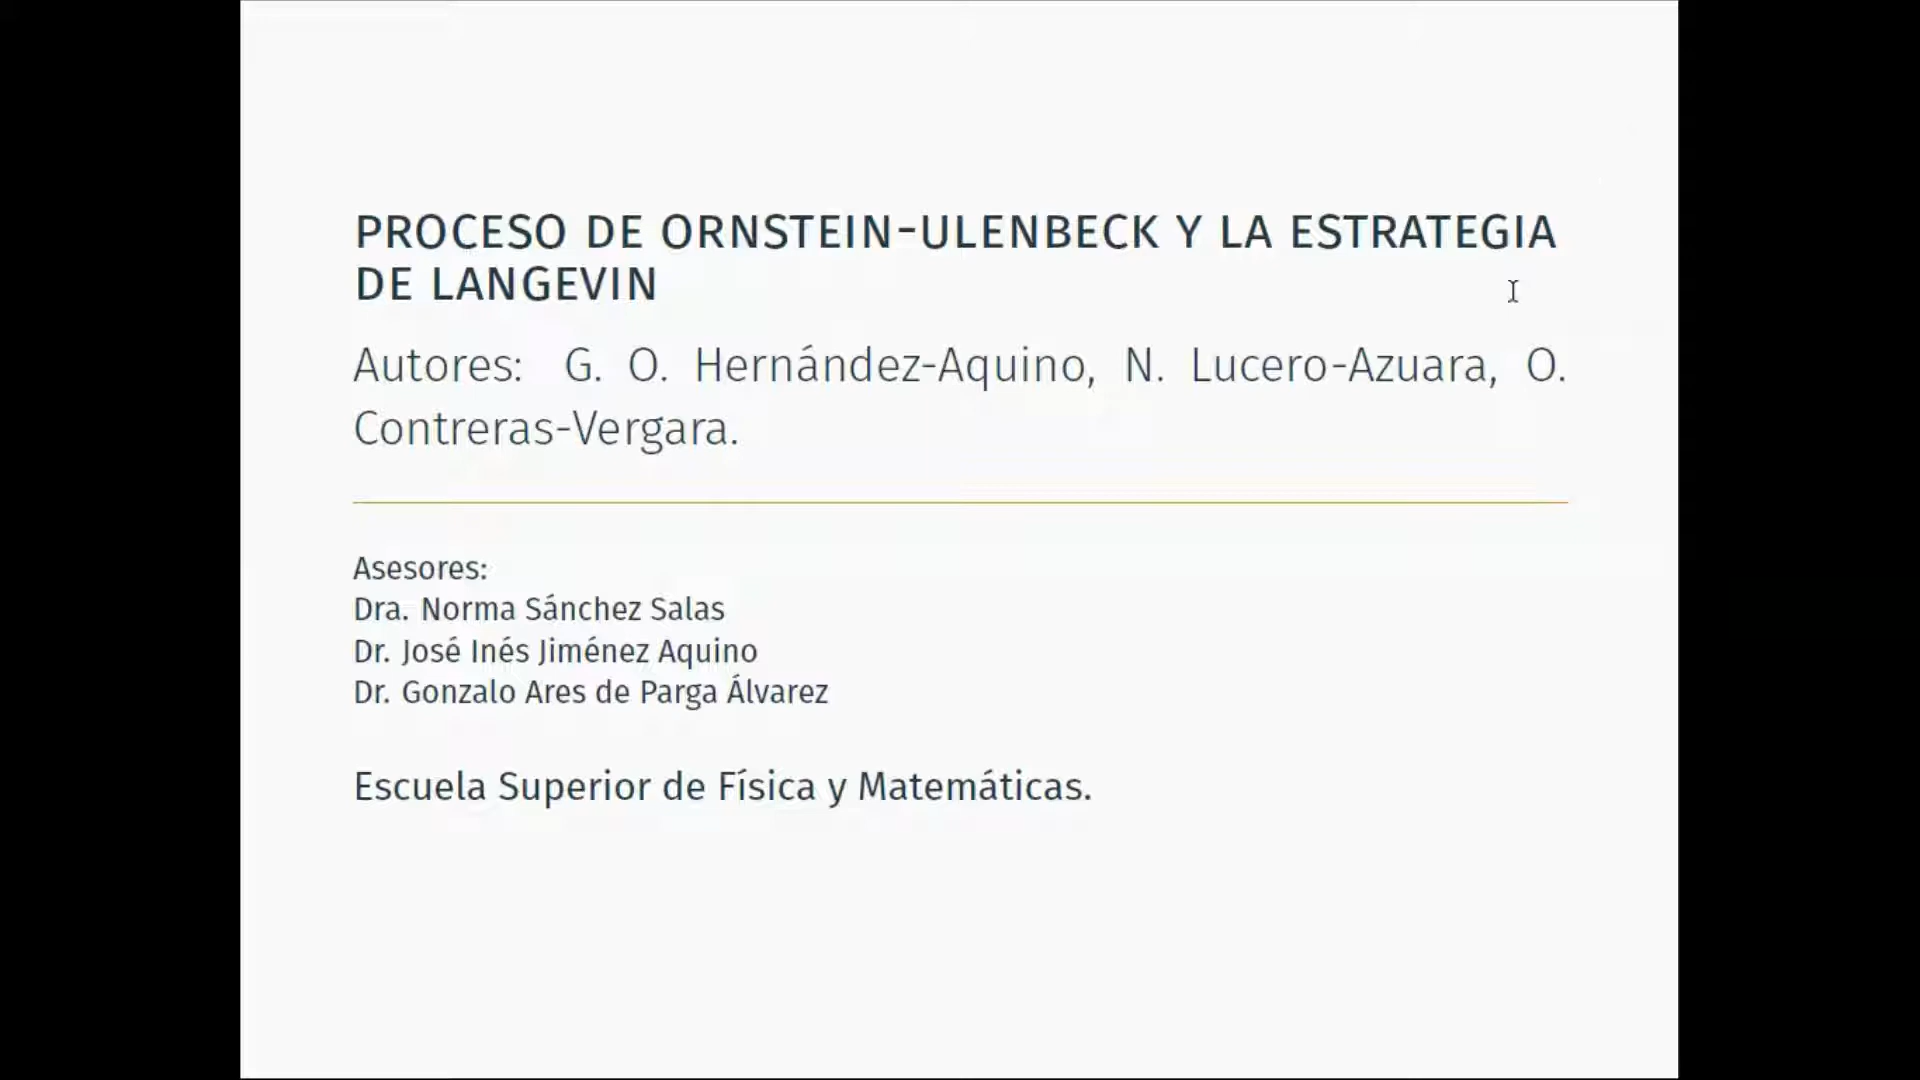 PROCESO DE ORNSTEIN-ULENBECK Y LA ESTRATEGIA
DE LANGEVIN
Autores: G. O. Hernández-Aquino, N. Lucero-Azuara, O.
Contreras-Vergara.
Asesores:
Dra. Norma Sánchez Salas
Dr. José Inés Jiménez Aquino
Dr. Gonzalo Ares de Parga Álvarez
Escuela Superior de Física y Matemáticas.